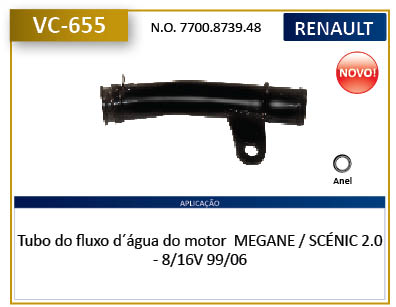 VC-655
N.O. 7700.8739.48
RENAULT
NOVO!
Anel
APLICAÇÃO
Tubo do fluxo d´água do motor MEGANE / SCÉNIC 2.0
- 8/16V 99/06